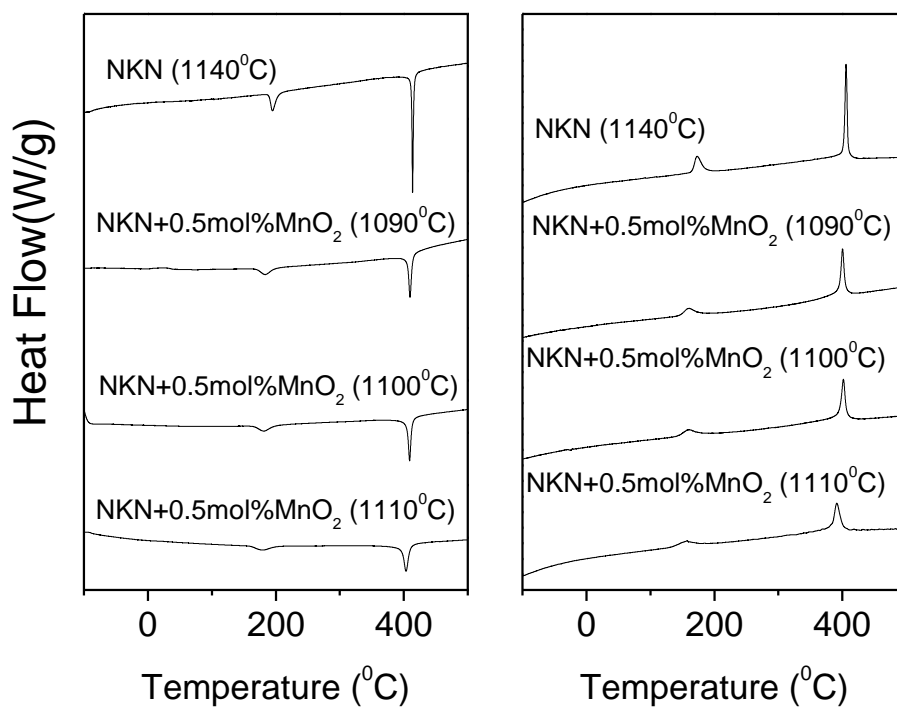 Heat Flow(W/g)
NKN (1140⁰C)
NKN+0.5mol%MnO₂ (1090⁰C)
NKN+0.5mol%MnO₂ (1100⁰C)
NKN+0.5mol%MnO₂ (1110⁰C)
0 200 400
Temperature (⁰C)
NKN (1140⁰C)
NKN+0.5mol%MnO₂ (1090⁰C)
NKN+0.5mol%MnO₂ (1100⁰C)
NKN+0.5mol%MnO₂ (1110⁰C)
0 200 400
Temperature (⁰C)